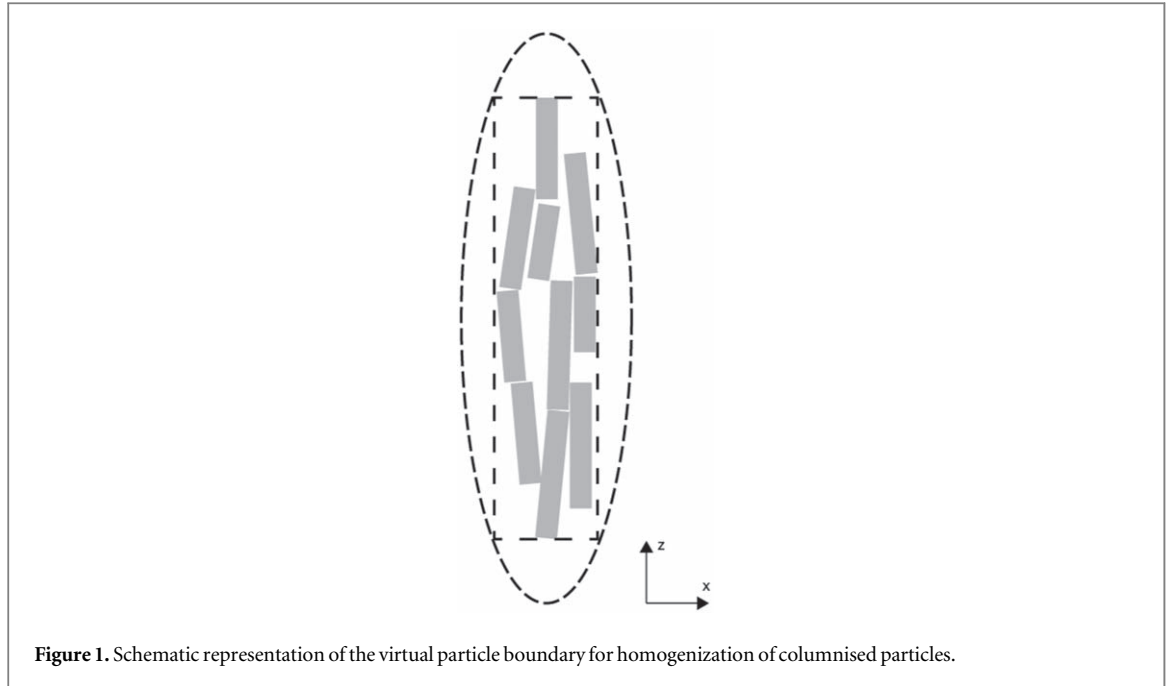 z
x
Figure 1. Schematic representation of the virtual particle boundary for homogenization of columnised particles.